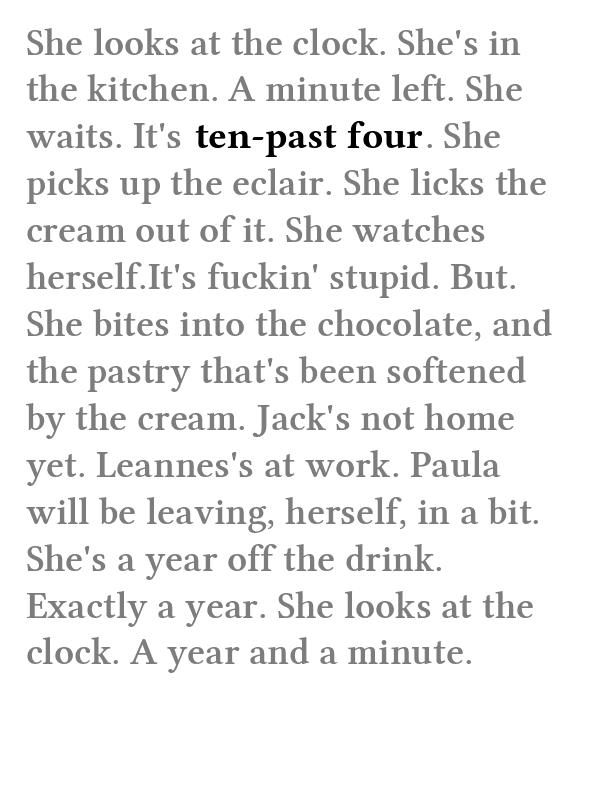 She looks at the clock. She's in
the kitchen. A minute left. She
waits. It's ten-past four. She
picks up the eclair. She licks the
cream out of it. She watches
herself.It's fuckin' stupid. But.
She bites into the chocolate, and
the pastry that's been softened
by the cream. Jack's not home
yet. Leannes's at work. Paula
will be leaving, herself, in a bit.
She's a year off the drink.
Exactly a year. She looks at the
clock. A year and a minute.